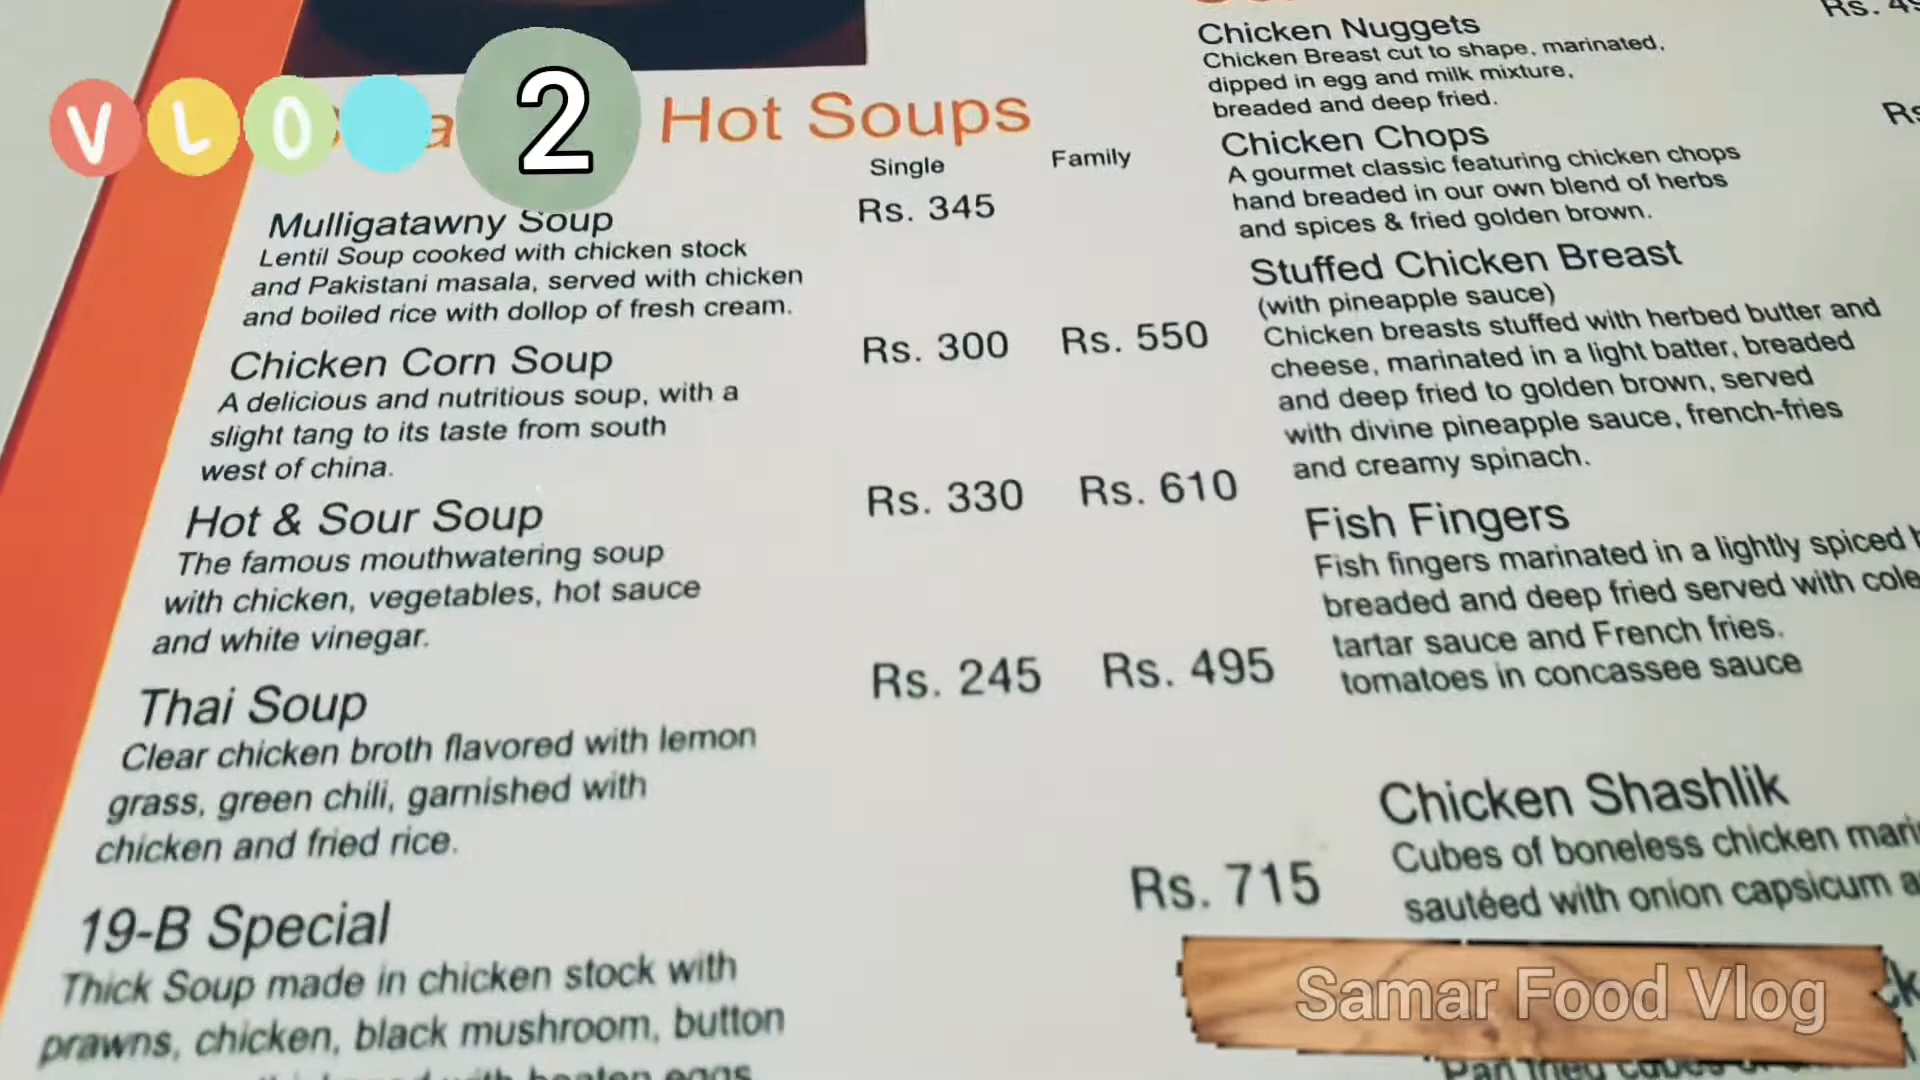 V L O
2
Hot Soups
Single Family
Mulligatawny Soup Rs. 345
Lentil Soup cooked with chicken stock
and Pakistani masala, served with chicken
and boiled rice with dollop of fresh cream.
Chicken Corn Soup Rs. 300 Rs. 550
A delicious and nutritious soup, with a
slight tang to its taste from south
west of china.
Hot & Sour Soup Rs. 330 Rs. 610
The famous mouthwatering soup
with chicken, vegetables, hot sauce
and white vinegar.
Thai Soup Rs. 245 Rs. 495
Clear chicken broth flavored with lemon
grass, green chili, garnished with
chicken and fried rice.
19-B Special Rs. 715
Thick Soup made in chicken stock with
prawns, chicken, black mushroom, button
with beaten eggs
Chicken Nuggets Rs.
Chicken Breast cut to shape, marinated,
dipped in egg and milk mixture,
breaded and deep fried.
Chicken Chops Rs
A gourmet classic featuring chicken chops
hand breaded in our own blend of herbs
and spices & fried golden brown.
Stuffed Chicken Breast
(with pineapple sauce)
Chicken breasts stuffed with herbed butter and
cheese, marinated in a light batter, breaded
and deep fried to golden brown, served
with divine pineapple sauce, french-fries
and creamy spinach.
Fish Fingers
Fish fingers marinated in a lightly spiced
breaded and deep fried served with
tartar sauce and French fries.
tomatoes in concassee sauce
Chicken Shashlik
Cubes of boneless chicken
sautéed with onion capsicum
Samar Food Vlog
Pan fried cubes